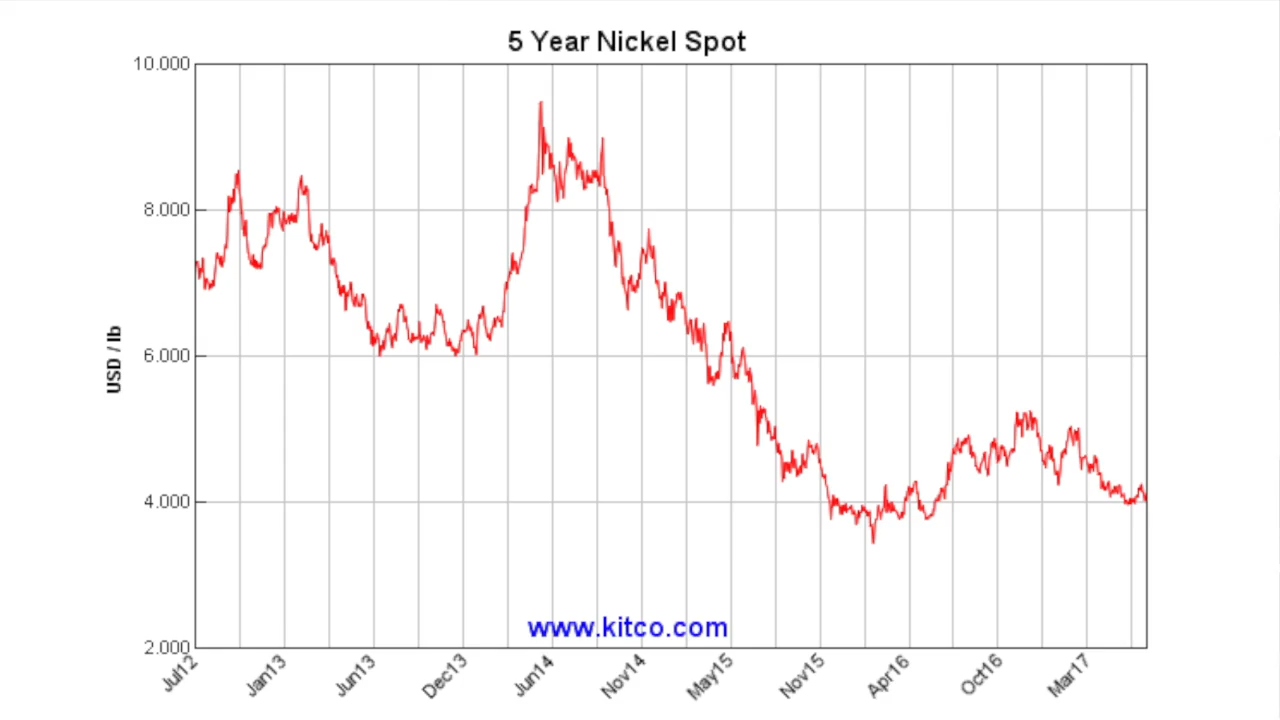 5 Year Nickel Spot
10.000
8.000
6.000
4.000
2.000
USD / lb
www.kitco.com
Jul12
Jan13
Jun13
Dec13
Jun14
Nov14
May15
Nov15
Apr16
Oct16
Mar17